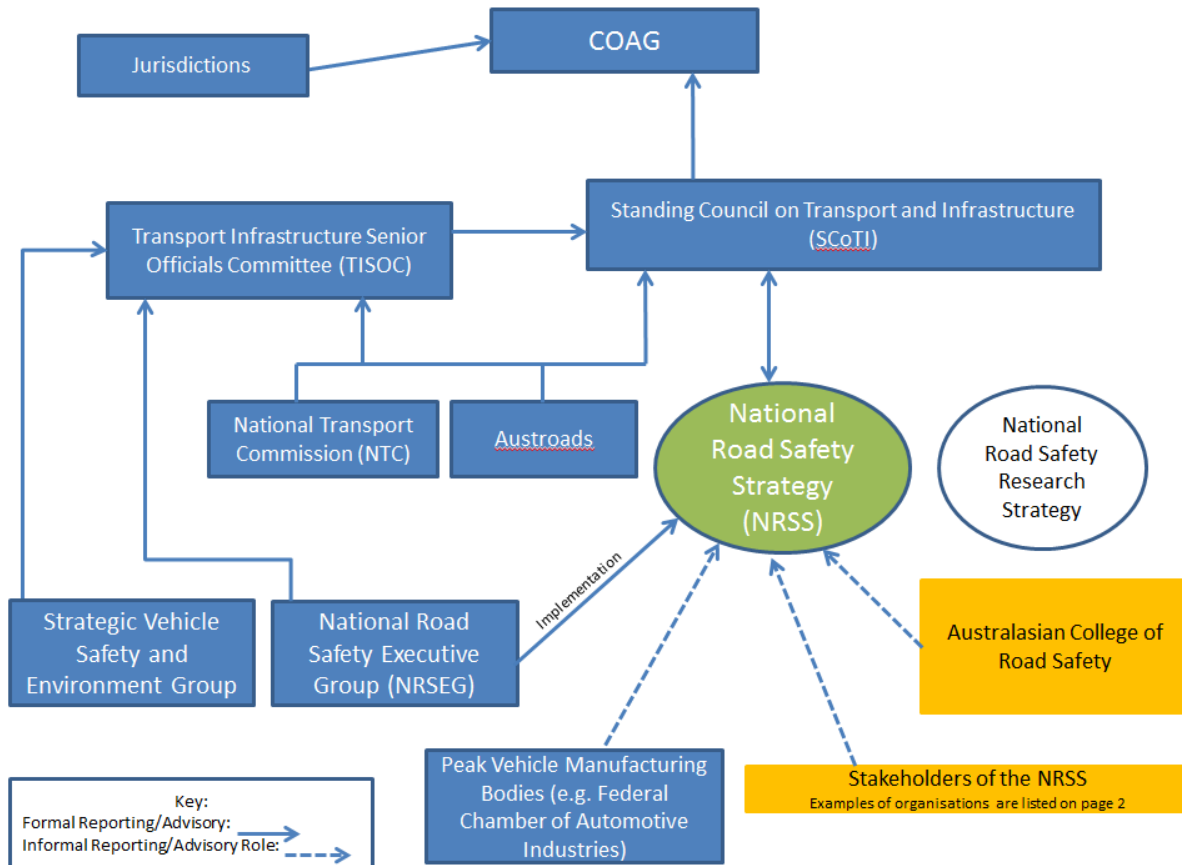 COAG
Jurisdictions
Standing Council on Transport and Infrastructure
(SCoTI)
Transport Infrastructure Senior
Officials Committee (TISOC)
National Transport
Commission (NTC)
Austroads
National
Road Safety
Strategy
(NRSS)
National
Road Safety
Research
Strategy
Implementation
Strategic Vehicle
Safety and
Environment Group
National Road
Safety Executive
Group (NRSEG)
Australasian College of
Road Safety
Peak Vehicle Manufacturing
Bodies (e.g. Federal
Chamber of Automotive
Industries)
Stakeholders of the NRSS
Examples of organisations are listed on page 2
Key:
Formal Reporting/Advisory:
Informal Reporting/Advisory Role: